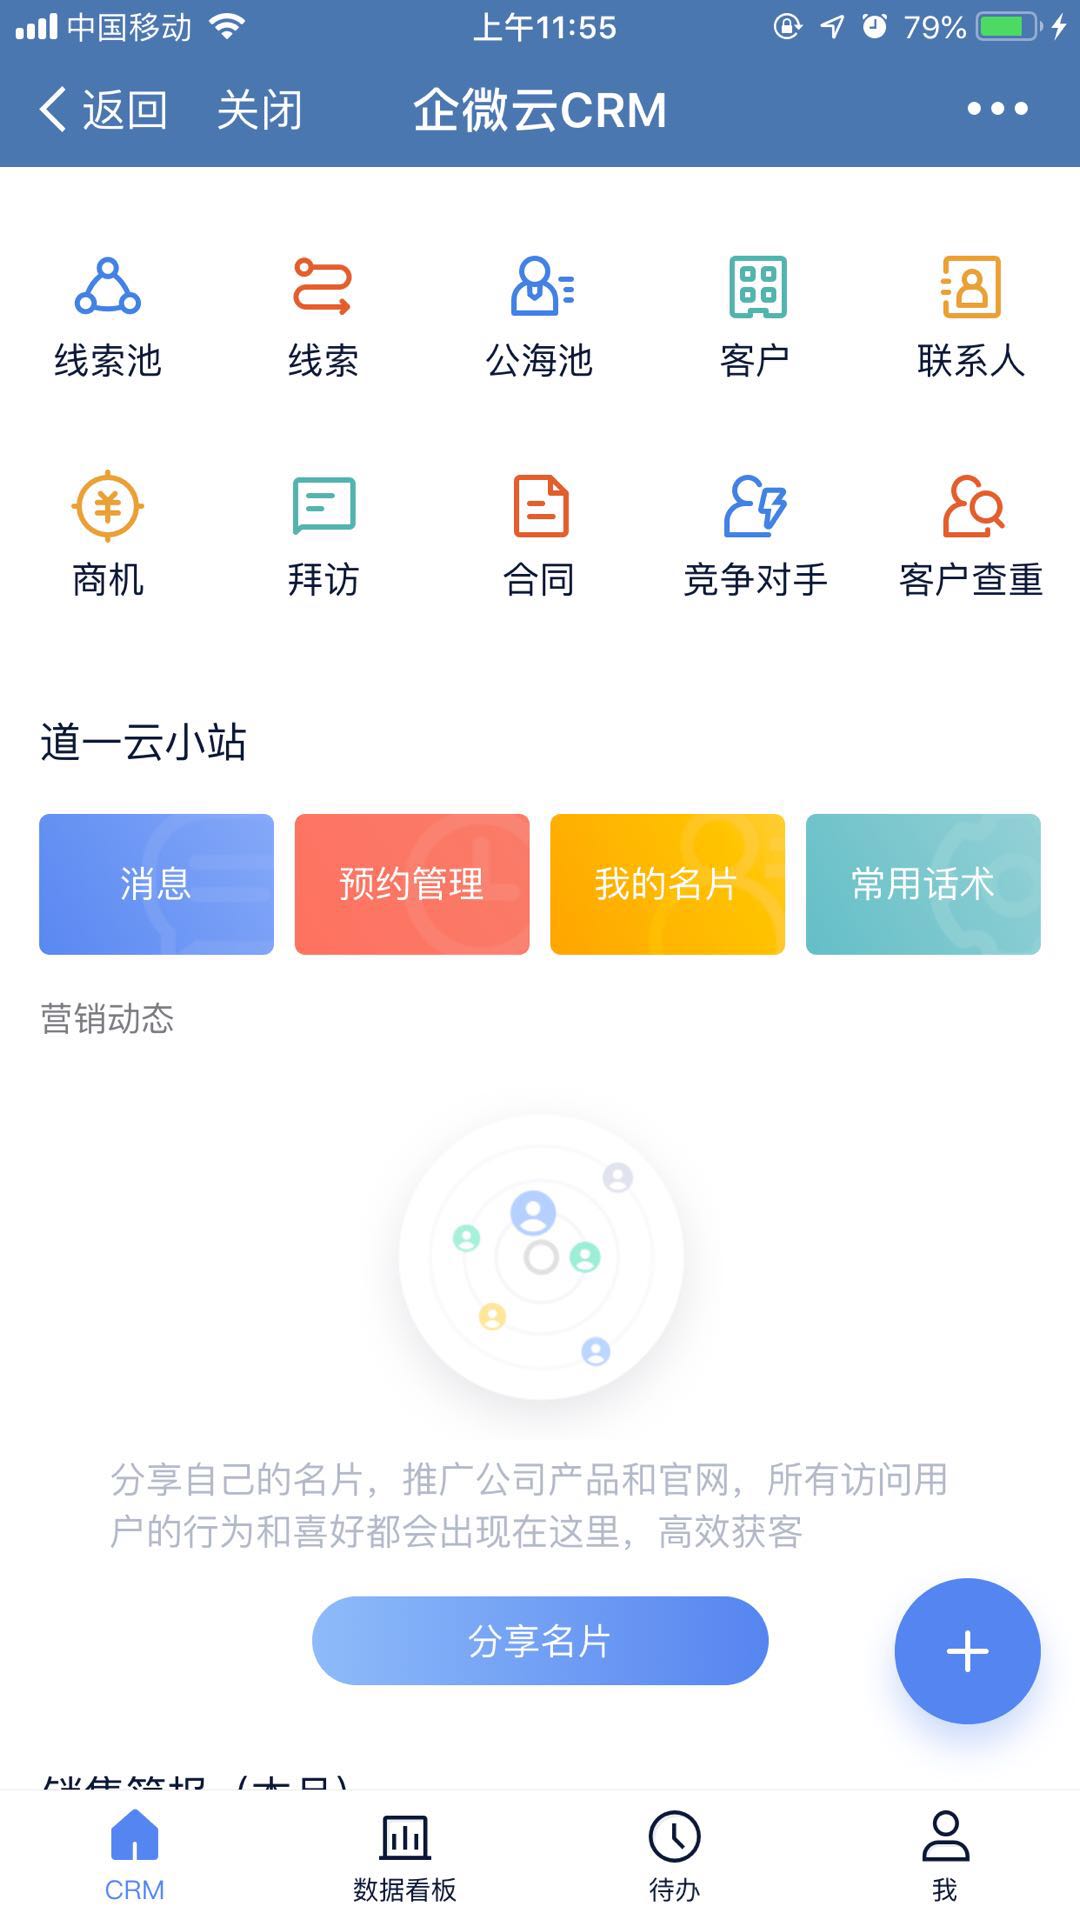 中国移动 上午11:55 79%
返回 关闭 企微云CRM
线索池 线索 公海池 客户 联系人
商机 拜访 合同 竞争对手 客户查重
道一云小站
消息 预约管理 我的名片 常用话术
营销动态
分享自己的名片，推广公司产品和官网，所有访问用
户的行为和喜好都会出现在这里，高效获客
分享名片
销售简报（本月）
CRM 数据看板 待办 我